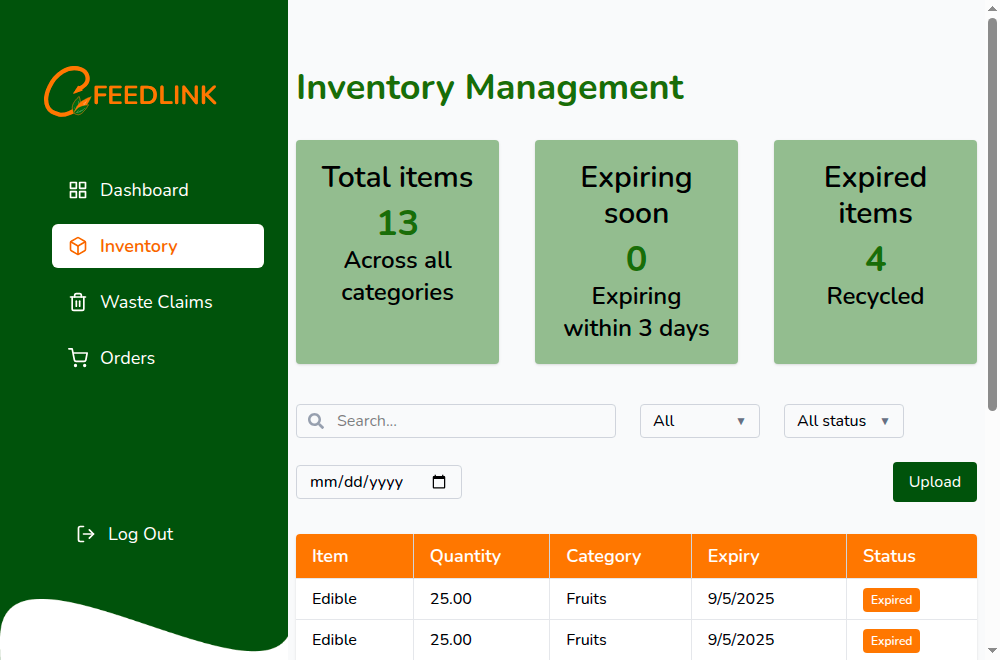 FEEDLINK
Dashboard
Inventory
Waste Claims
Orders
Log Out
Inventory Management
Total items
13
Across all
categories
Expiring
soon
0
Expiring
within 3 days
Expired
items
4
Recycled
Search...
All
All status
mm/dd/yyyy
Upload
Item Quantity Category Expiry Status
Edible 25.00 Fruits 9/5/2025 Expired
Edible 25.00 Fruits 9/5/2025 Expired